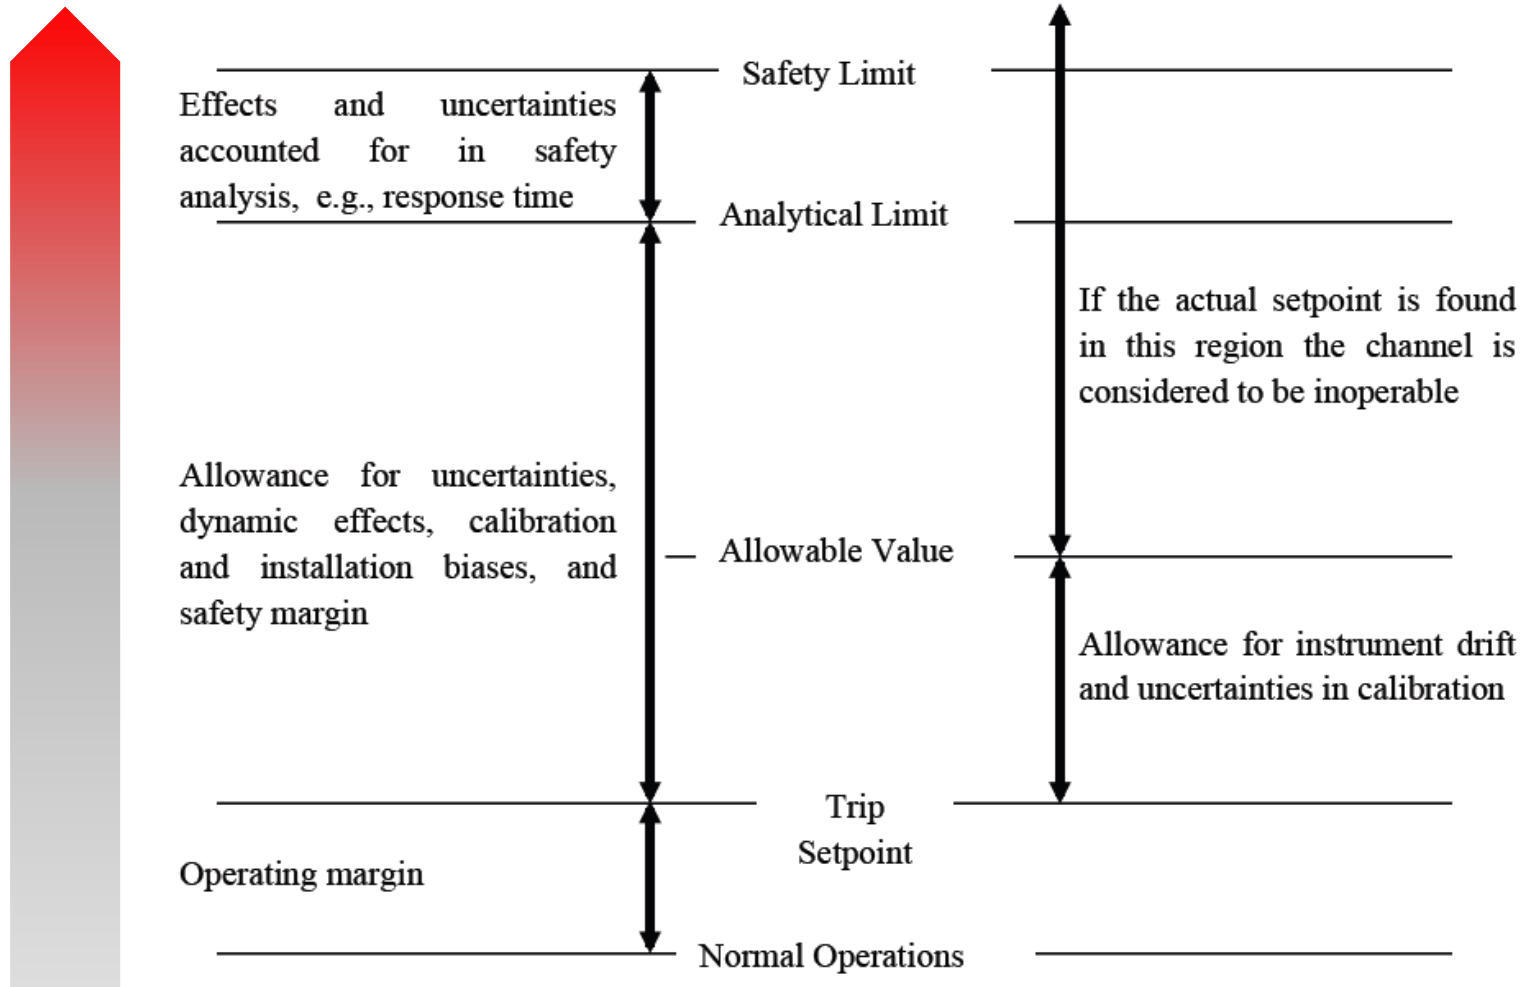 Safety Limit
Effects and uncertainties
accounted for in safety
analysis, e.g., response time
Analytical Limit
If the actual setpoint is found
in this region the channel is
considered to be inoperable
Allowance for uncertainties,
dynamic effects, calibration
and installation biases, and
safety margin
Allowable Value
Allowance for instrument drift
and uncertainties in calibration
Trip
Setpoint
Operating margin
Normal Operations